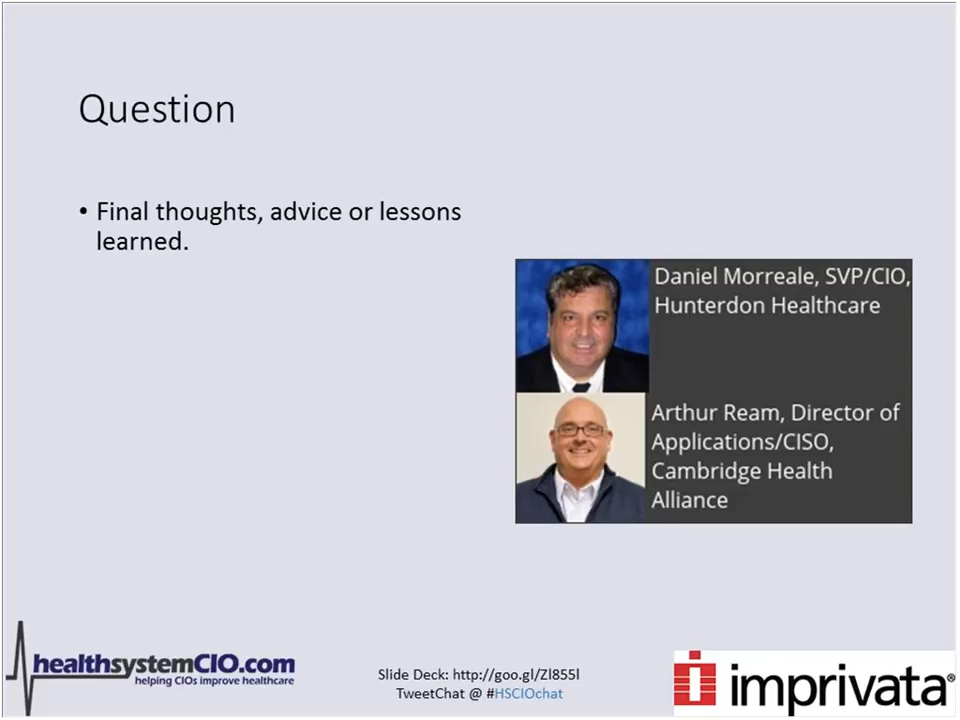 Question
• Final thoughts, advice or lessons
learned.
Daniel Morreale, SVP/CIO,
Hunterdon Healthcare
Arthur Ream, Director of
Applications/CISO,
Cambridge Health
Alliance
healthsystemCIO.com
helping CIOs improve healthcare
Slide Deck: http://goo.gl/Zl855l
TweetChat @ #HSCIOchat
imprivata®